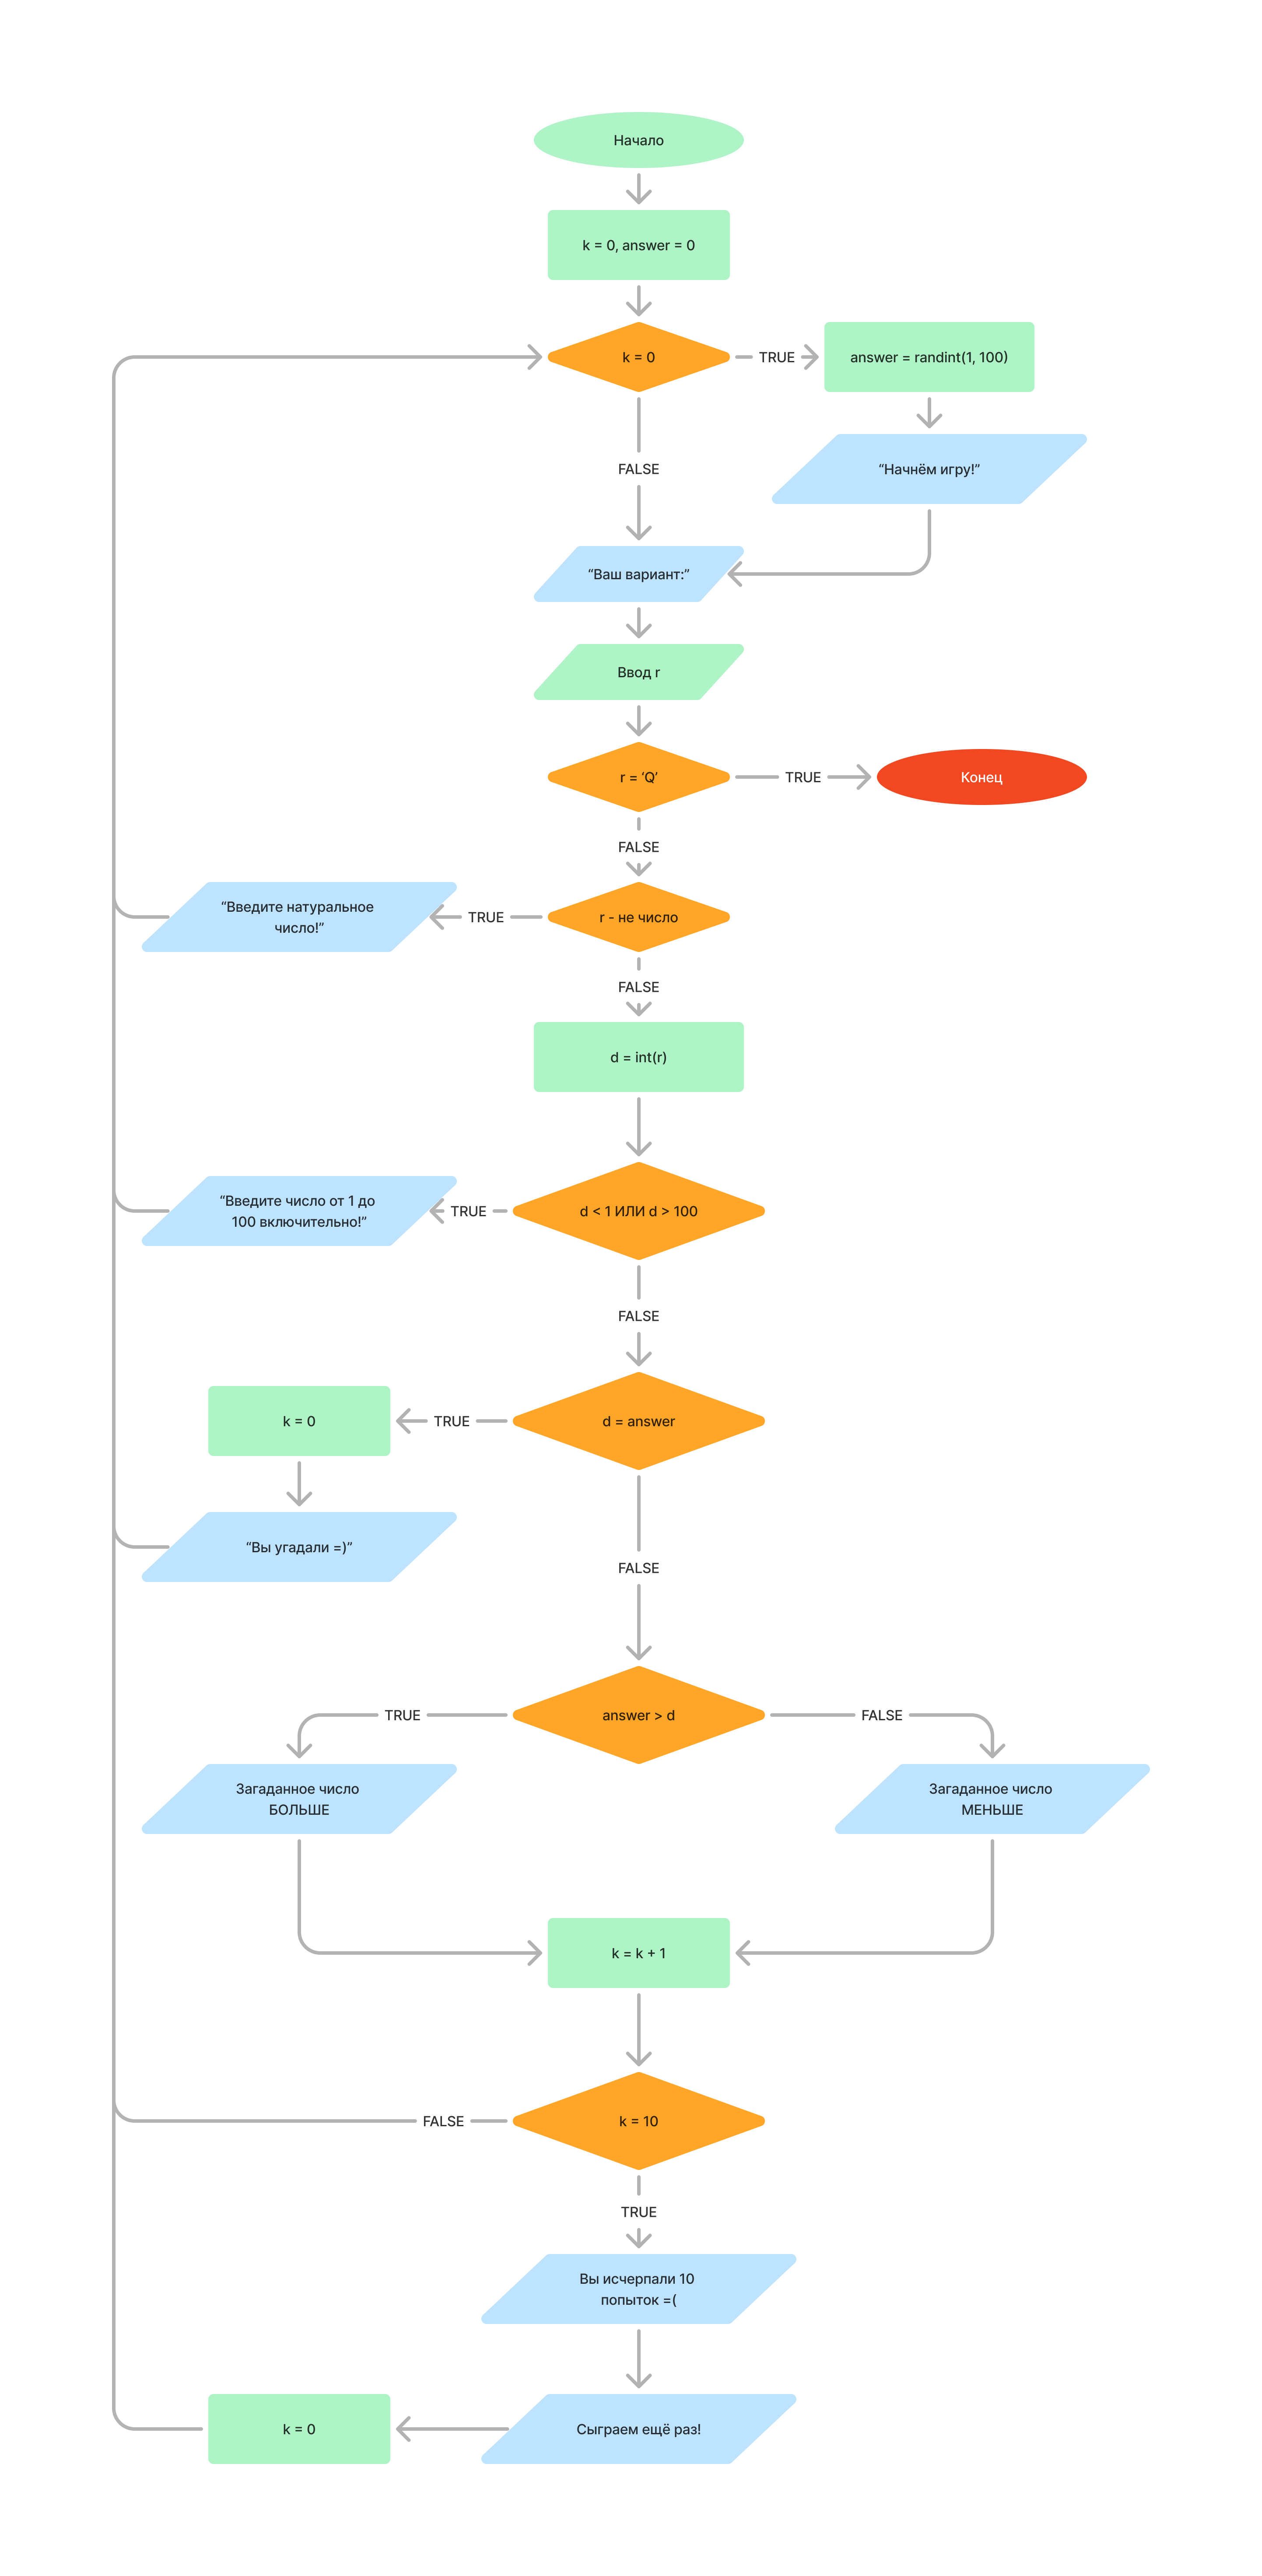 Начало
k = 0, answer = 0
k = 0
TRUE
answer = randint(1, 100)
FALSE
“Начнём игру!”
“Ваш вариант:”
Ввод r
r = ‘Q’
TRUE
Конец
FALSE
“Введите натуральное
число!”
TRUE
r - не число
FALSE
d = int(r)
“Введите число от 1 до
100 включительно!”
TRUE
d < 1 ИЛИ d > 100
FALSE
k = 0
TRUE
d = answer
“Вы угадали =)”
FALSE
TRUE
answer > d
FALSE
Загаданное число
БОЛЬШЕ
Загаданное число
МЕНЬШЕ
k = k + 1
FALSE
k = 10
TRUE
Вы исчерпали 10
попыток =(
k = 0
Сыграем ещё раз!